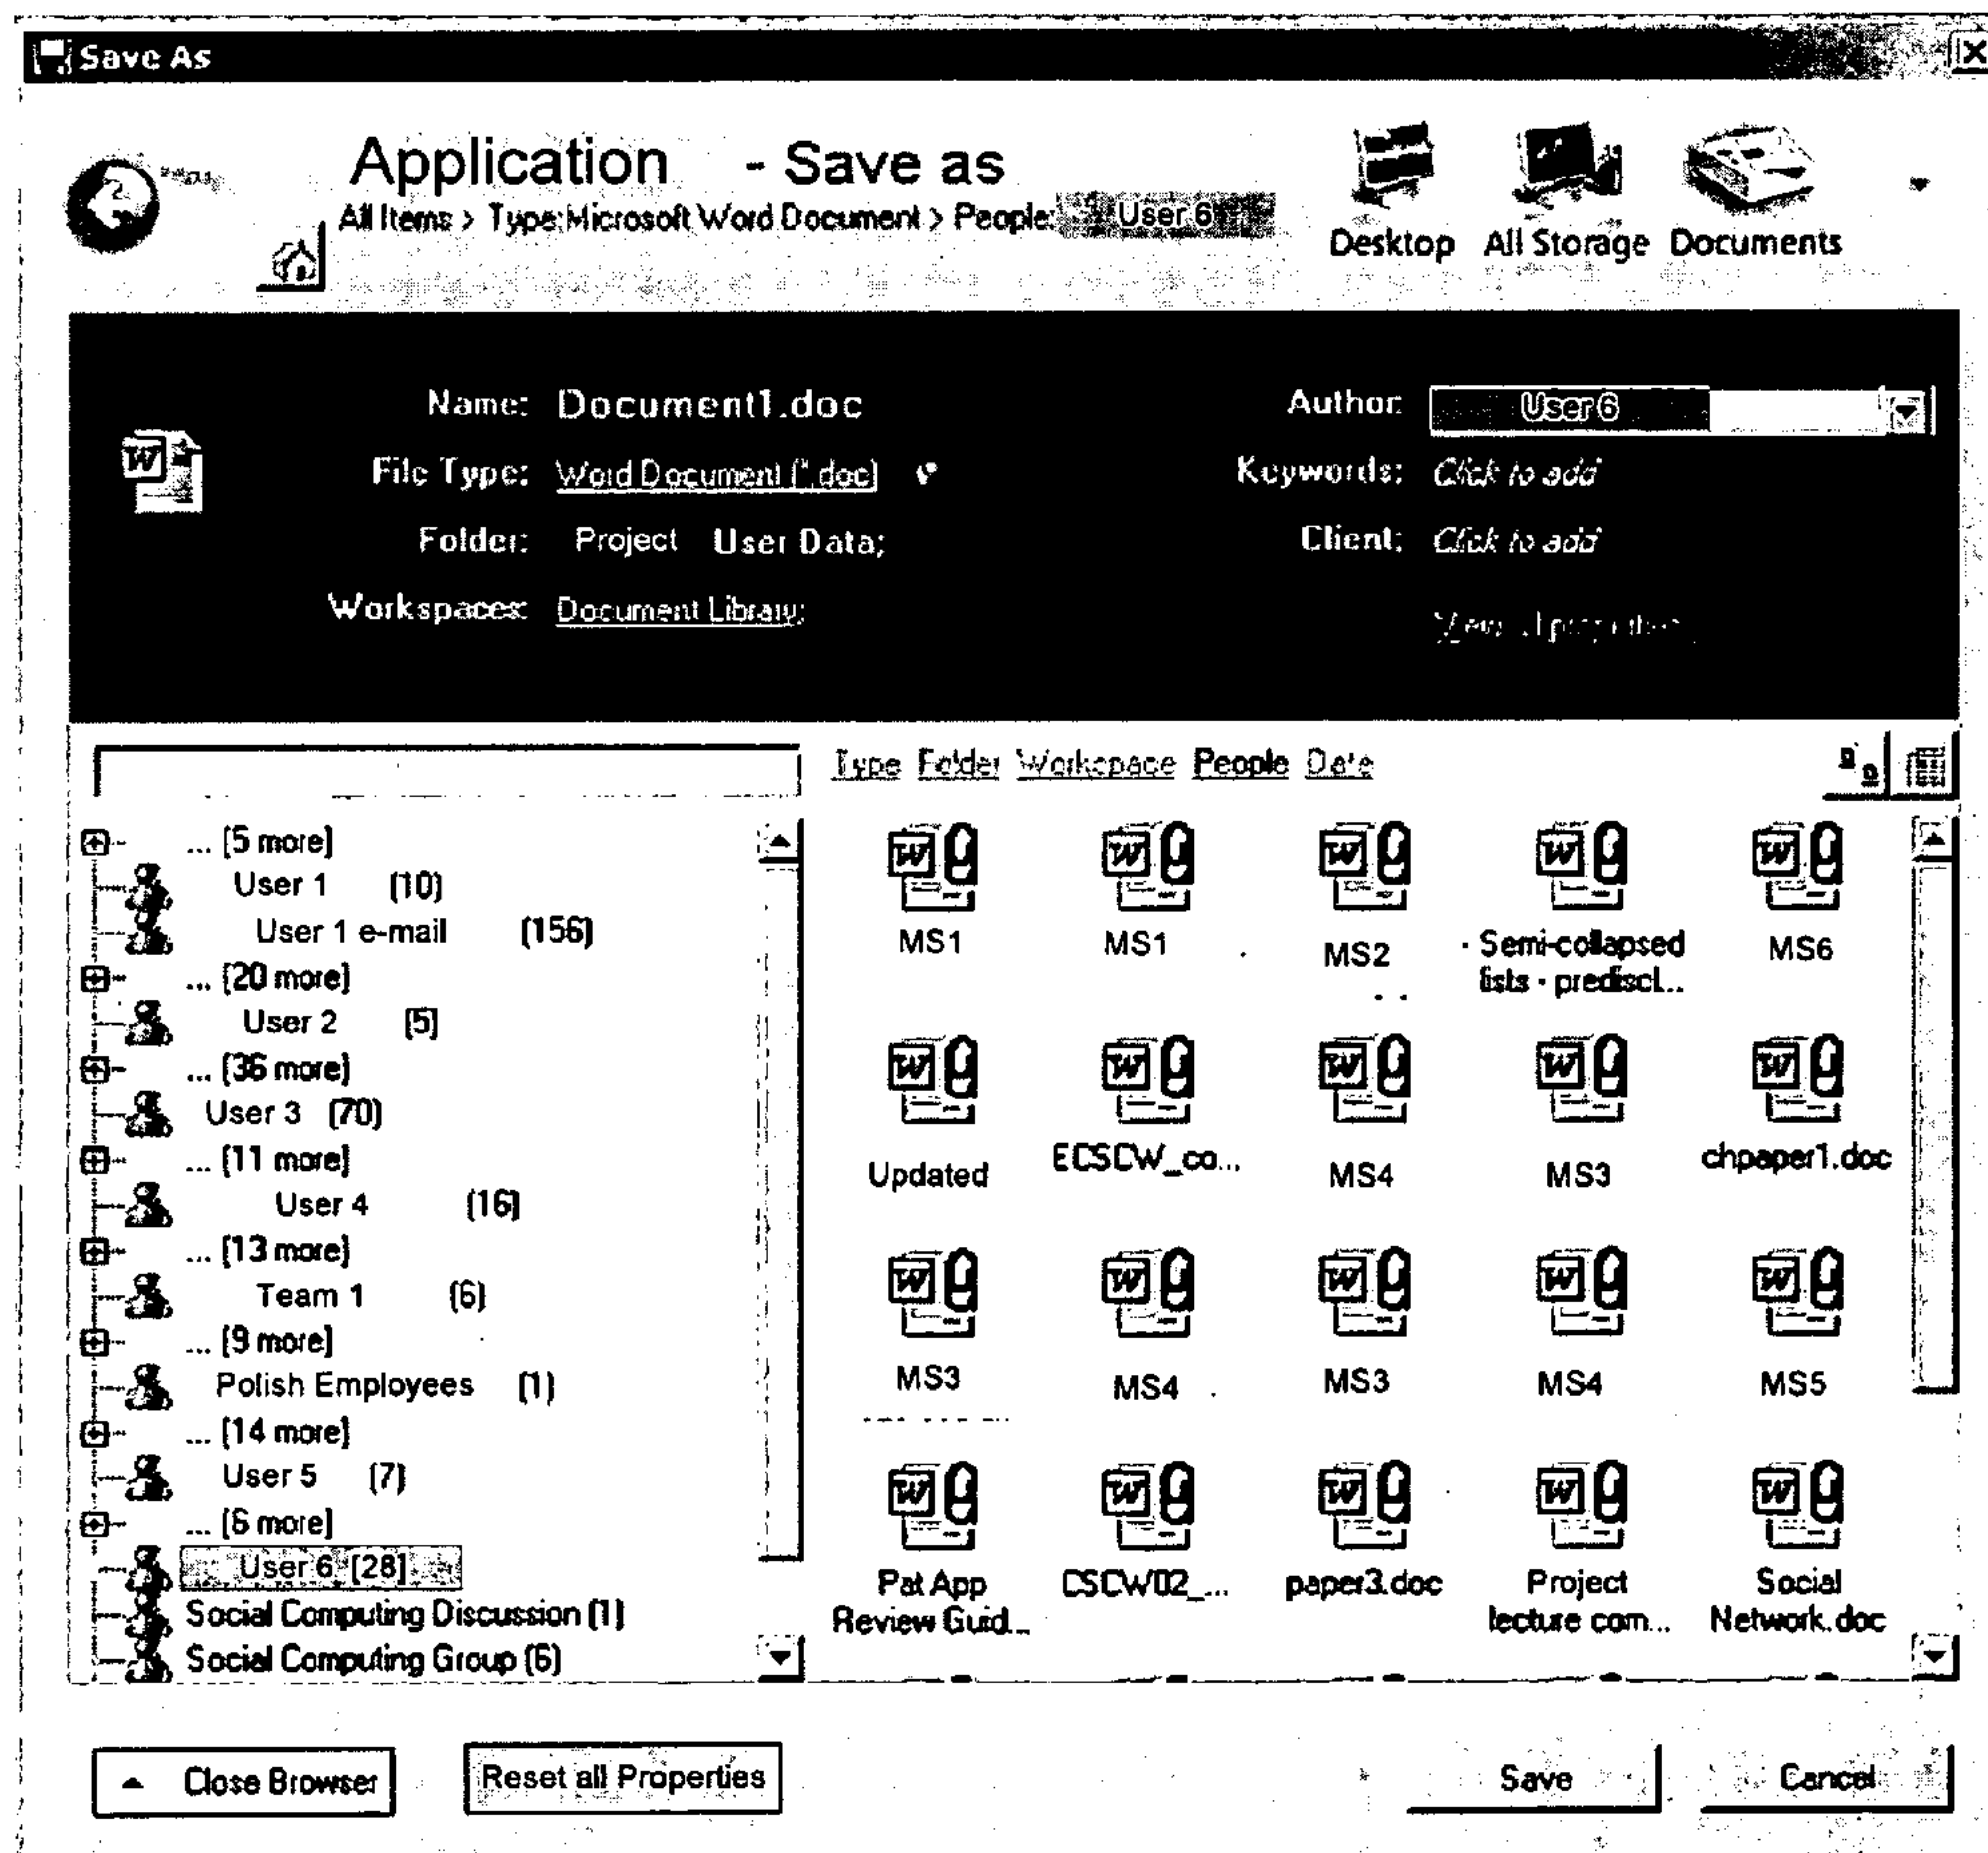 Save As
Application - Save as
All Items > Type:Microsoft Word Document > People: User 6
Desktop All Storage Documents
Name: Document1.doc
Author: User 6
File Type: Word Document (*.doc)
Keywords: Click to add
Folder: Project User Data;
Client: Click to add
Workspaces: Document Library;
Type Folder Workspace People Date
... (5 more)
User 1 (10)
User 1 e-mail (156)
... (20 more)
User 2 (5)
... (36 more)
User 3 (70)
... (11 more)
User 4 (16)
... (13 more)
Team 1 (6)
... (9 more)
Polish Employees (1)
... (14 more)
User 5 (7)
... (6 more)
User 6 [28]
Social Computing Discussion (1)
Social Computing Group (6)
MS1 MS1 MS2 Semi-collapsed MS6
lists - prediscl...
Updated ECSCW_co... MS4 MS3 chpaper1.doc
MS3 MS4 MS3 MS4 MS5
Pat App CSCW02_... paper3.doc Project Social
Review Guid... lecture com... Network.doc
Close Browser Reset all Properties Save Cancel